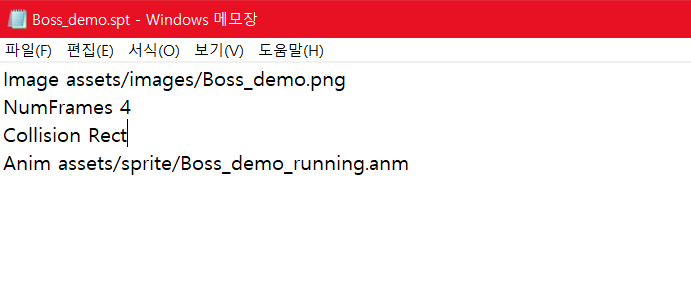 Boss_demo.spt - Windows 메모장
파일(F) 편집(E) 서식(O) 보기(V) 도움말(H)
Image assets/images/Boss_demo.png
NumFrames 4
Collision Rect
Anim assets/sprite/Boss_demo_running.anm